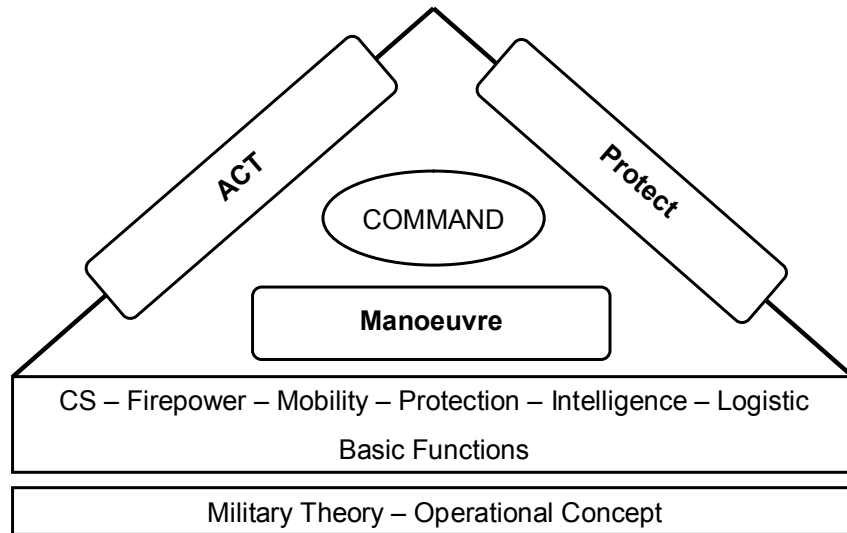 ACT
Protect
COMMAND
Manoeuvre
CS – Firepower – Mobility – Protection – Intelligence – Logistic
Basic Functions
Military Theory – Operational Concept